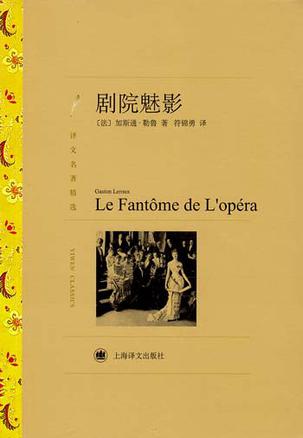 剧院魅影
〔法〕加斯通·勒鲁 著 符锦勇 译
译文名著精选
YIWEN CLASSICS
Gaston Leroux
Le Fantôme de L'opéra
上海译文出版社